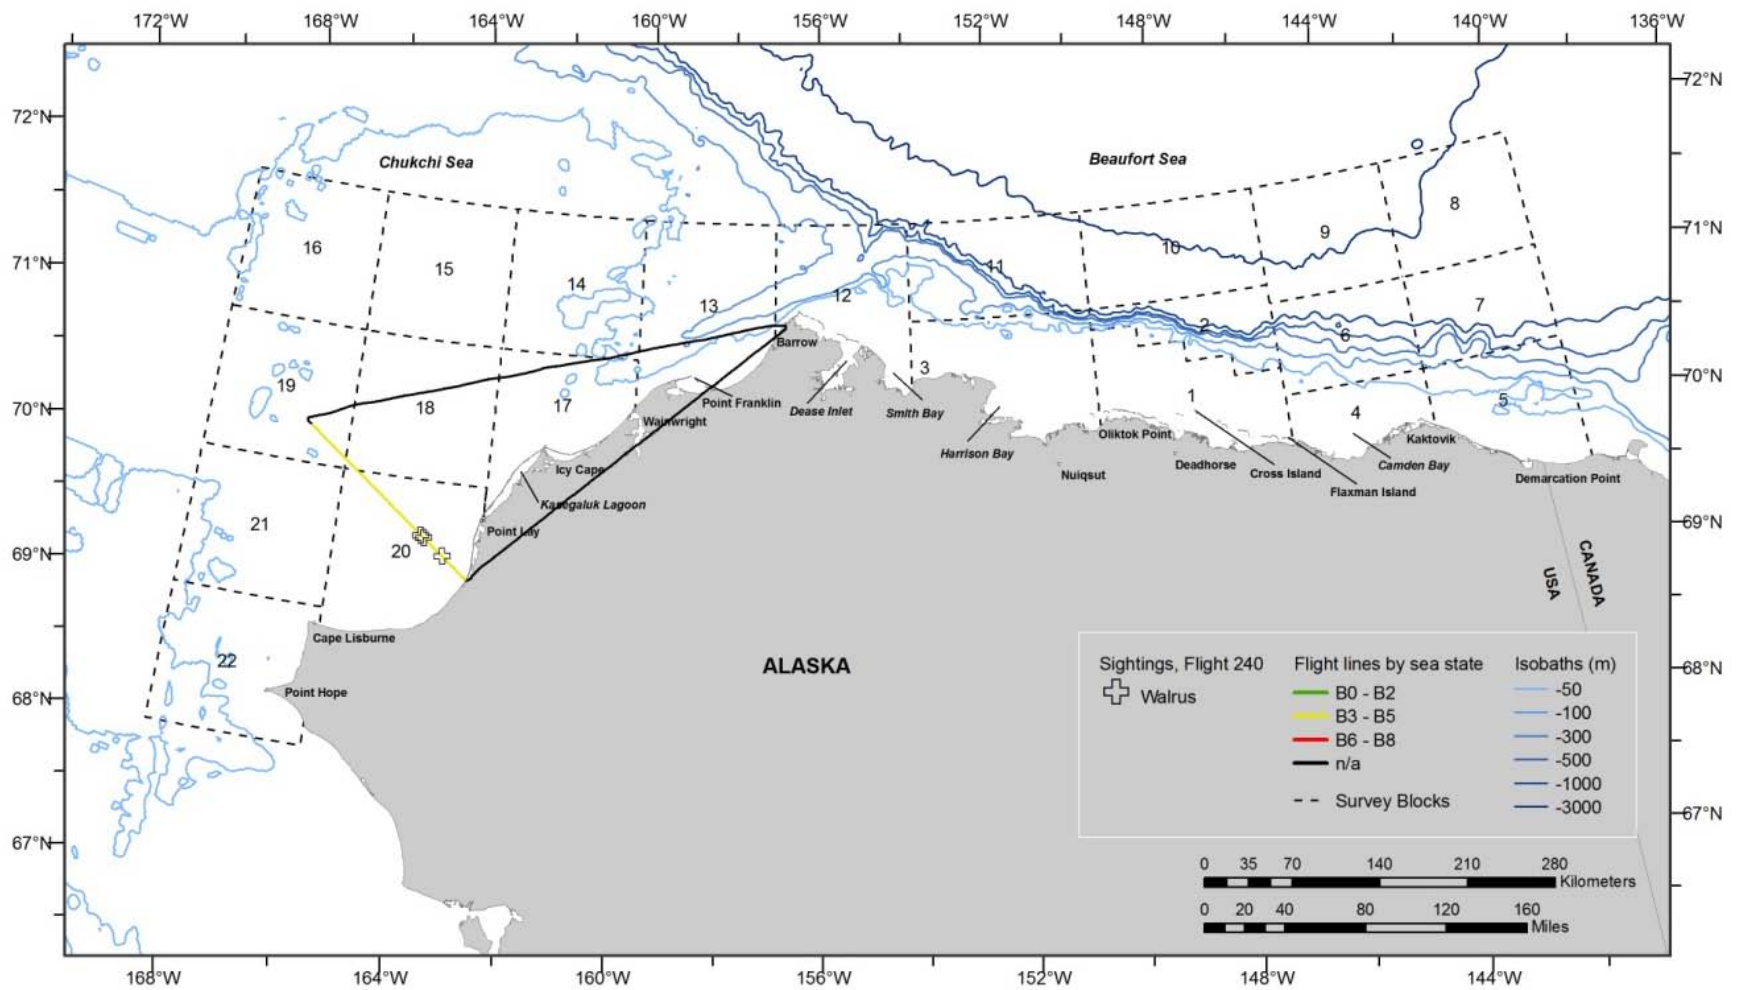 172°W 168°W 164°W 160°W 156°W 152°W 148°W 144°W 140°W 136°W
72°N
72°N
Chukchi Sea
Beaufort Sea
8
71°N
9
16
10
15
11
71°N
14
12
13
7
2
6
Barrow
3
70°N
19
1
5
18
17
Point Franklin
Dease Inlet
Smith Bay
4
70°N
Wainwright
Oliktok Point
Kaktovik
Harrison Bay
Icy Cape
Deadhorse
Camden Bay
Nuiqsut
Cross Island
Demarcation Point
Flaxman Island
Kasegaluk Lagoon
21
69°N
Point Lay
20
69°N
USA
CANADA
Cape Lisburne
22
ALASKA
68°N
Point Hope
68°N
Sightings, Flight 240
Walrus
Flight lines by sea state
B0 - B2
B3 - B5
B6 - B8
n/a
Survey Blocks
Isobaths (m)
-50
-100
-300
-500
-1000
-3000
67°N
67°N
0 35 70 140 210 280
Kilometers
0 20 40 80 120 160
Miles
168°W 164°W 160°W 156°W 152°W 148°W 144°W